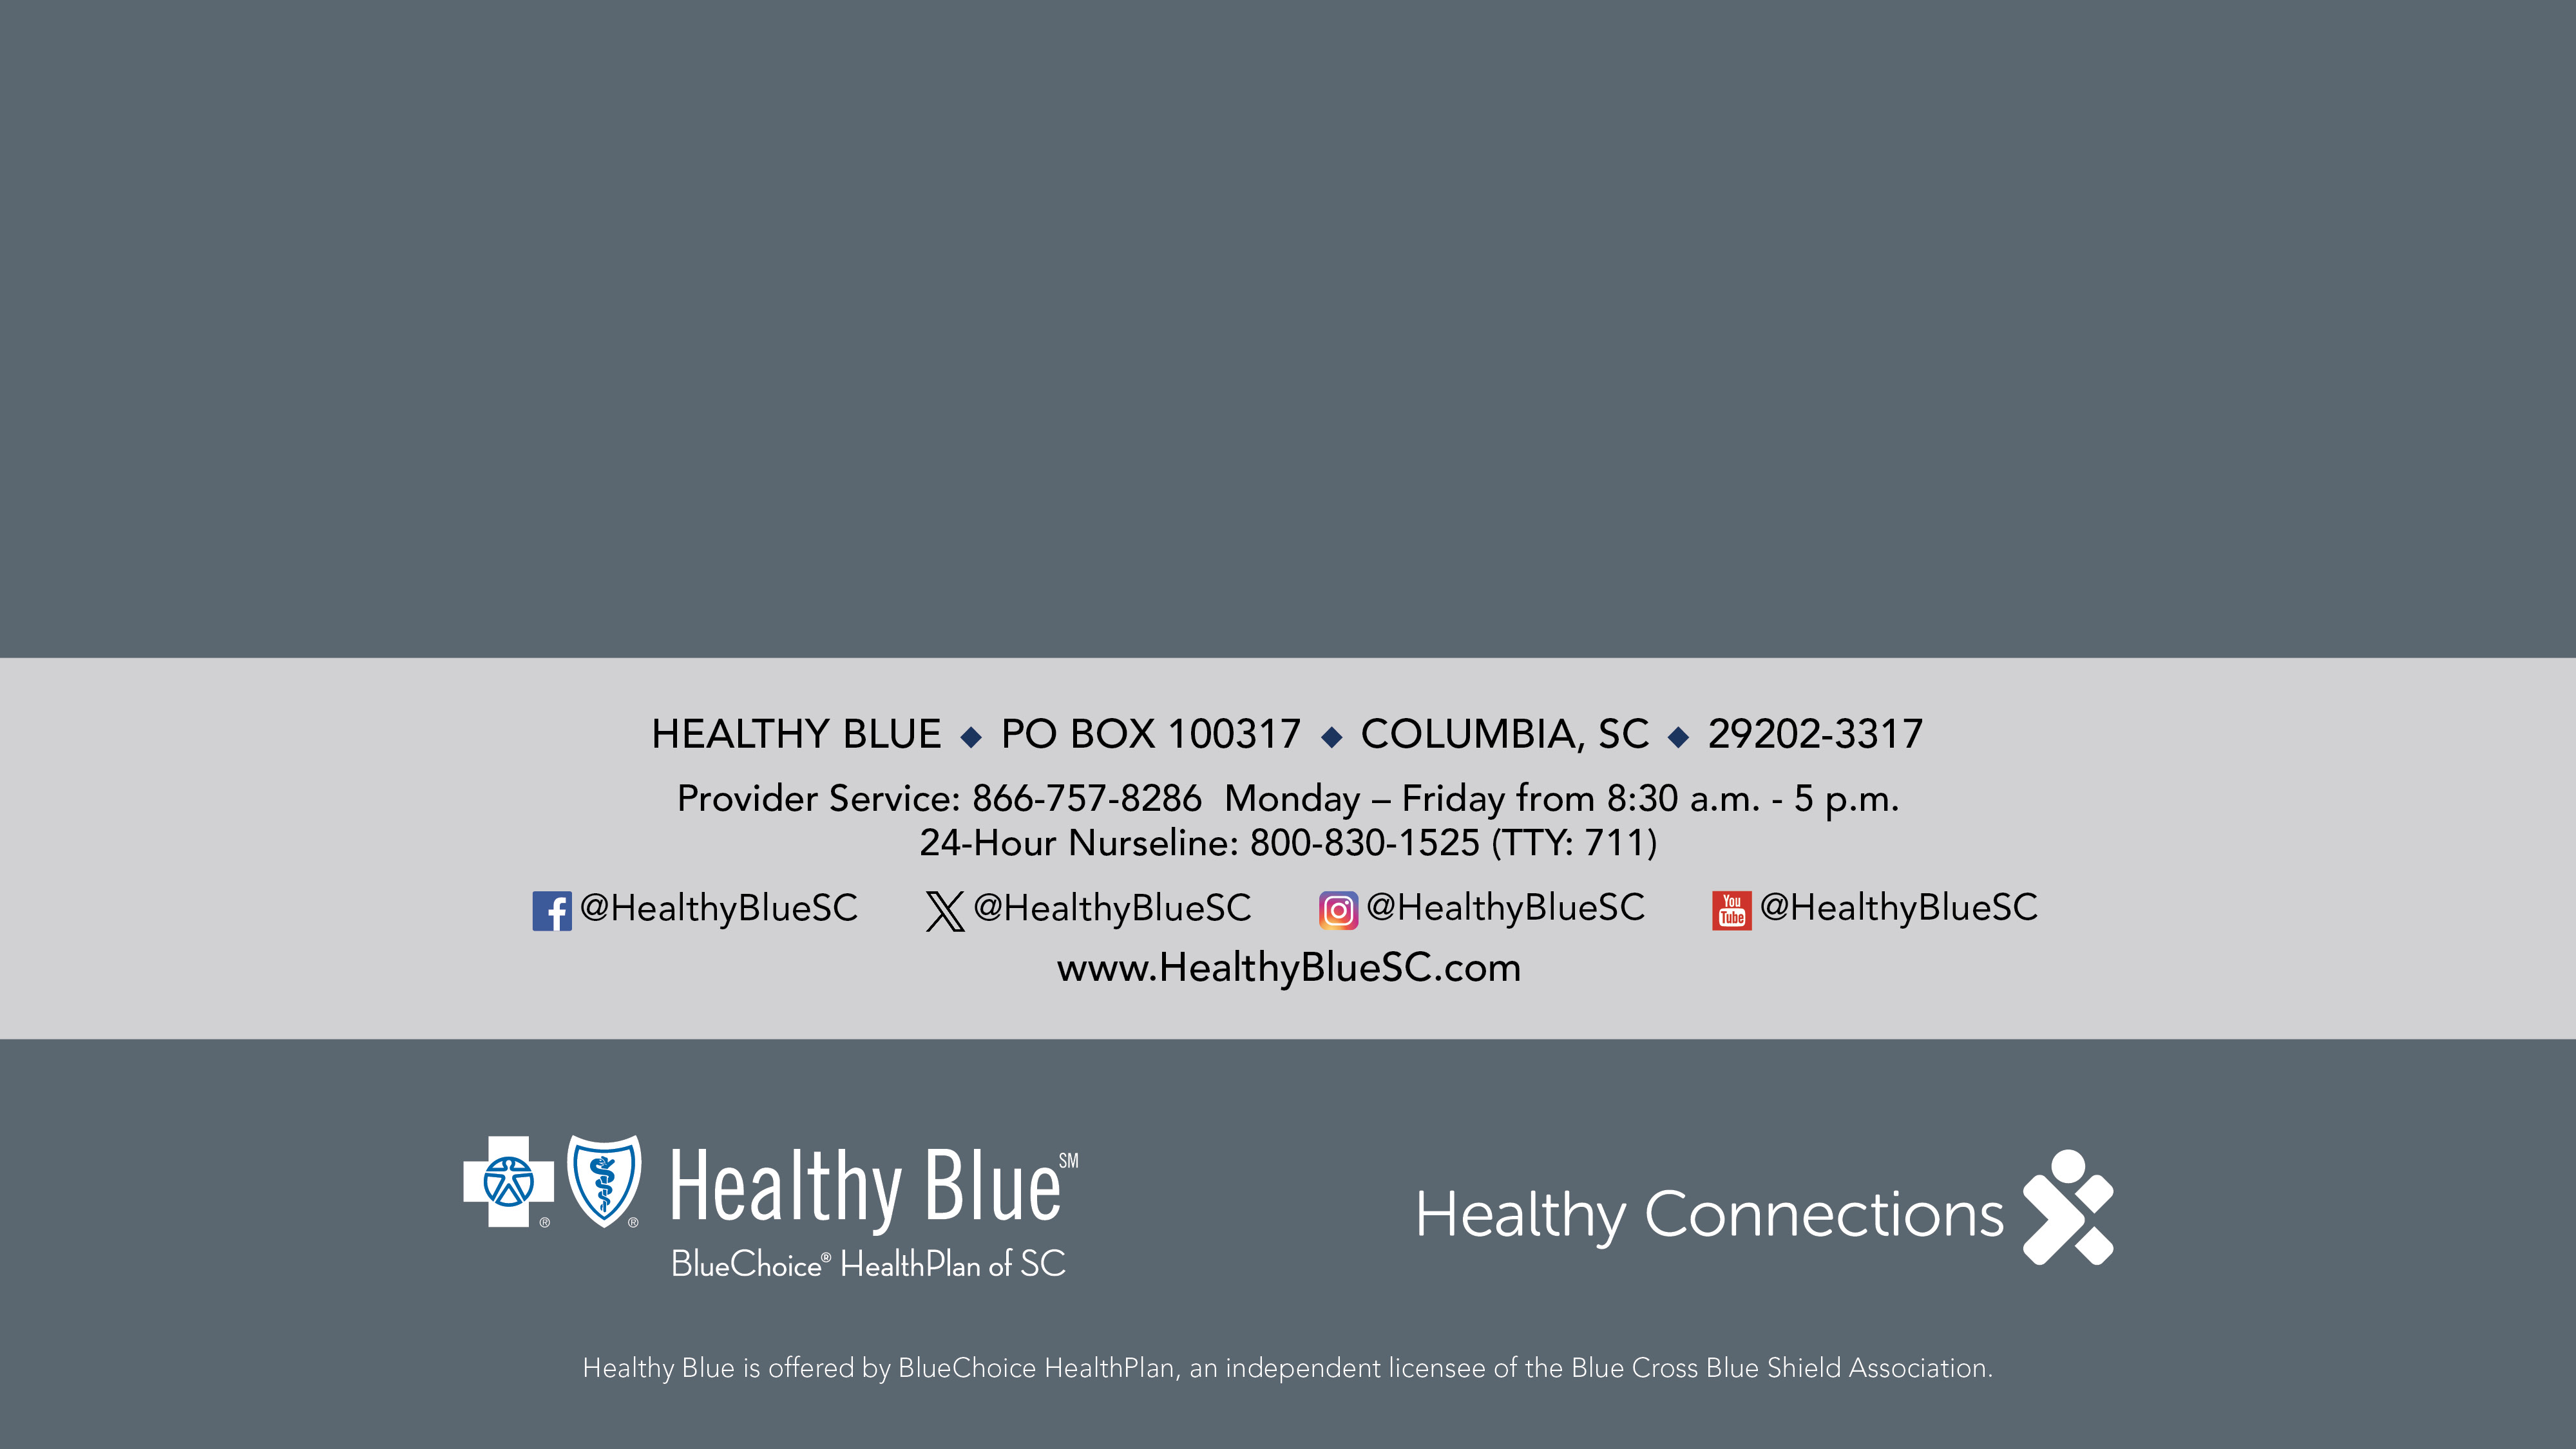 HEALTHY BLUE ◆ PO BOX 100317 ◆ COLUMBIA, SC ◆ 29202-3317
Provider Service: 866-757-8286  Monday – Friday from 8:30 a.m. - 5 p.m.
24-Hour Nurseline: 800-830-1525 (TTY: 711)
@HealthyBlueSC @HealthyBlueSC @HealthyBlueSC You Tube @HealthyBlueSC
www.HealthyBlueSC.com
® ® Healthy Blue℠
BlueChoice® HealthPlan of SC
Healthy Connections
Healthy Blue is offered by BlueChoice HealthPlan, an independent licensee of the Blue Cross Blue Shield Association.